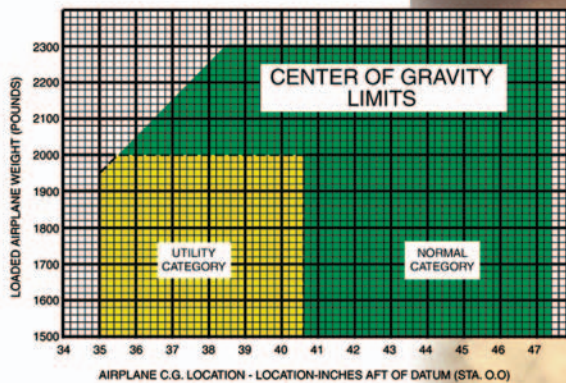 CENTER OF GRAVITY
LIMITS
LOADED AIRPLANE WEIGHT (POUNDS)
2300
2200
2100
2000
1900
1800
1700
1600
1500
UTILITY
CATEGORY
NORMAL
CATEGORY
34 35 36 37 38 39 40 41 42 43 44 45 46 47
AIRPLANE C.G. LOCATION - LOCATION-INCHES AFT OF DATUM (STA. O.O)